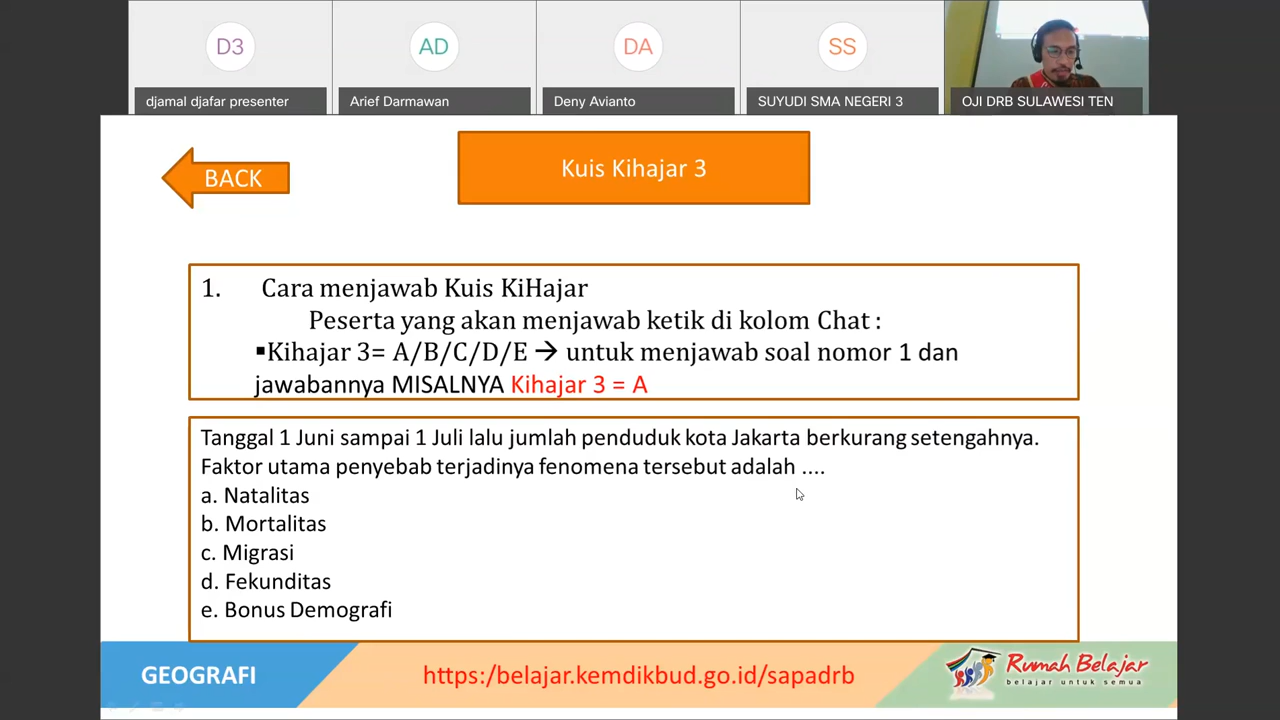 D3
AD
DA
SS
djamal djafar presenter
Arief Darmawan
Deny Avianto
SUYUDI SMA NEGERI 3
OJI DRB SULAWESI TEN
BACK
Kuis Kihajar 3
1. Cara menjawab Kuis KiHajar
Peserta yang akan menjawab ketik di kolom Chat :
▪Kihajar 3= A/B/C/D/E → untuk menjawab soal nomor 1 dan
jawabannya MISALNYA Kihajar 3 = A
Tanggal 1 Juni sampai 1 Juli lalu jumlah penduduk kota Jakarta berkurang setengahnya.
Faktor utama penyebab terjadinya fenomena tersebut adalah ....
a. Natalitas
b. Mortalitas
c. Migrasi
d. Fekunditas
e. Bonus Demografi
GEOGRAFI
https:/belajar.kemdikbud.go.id/sapadrb
Rumah Belajar
belajar untuk semua